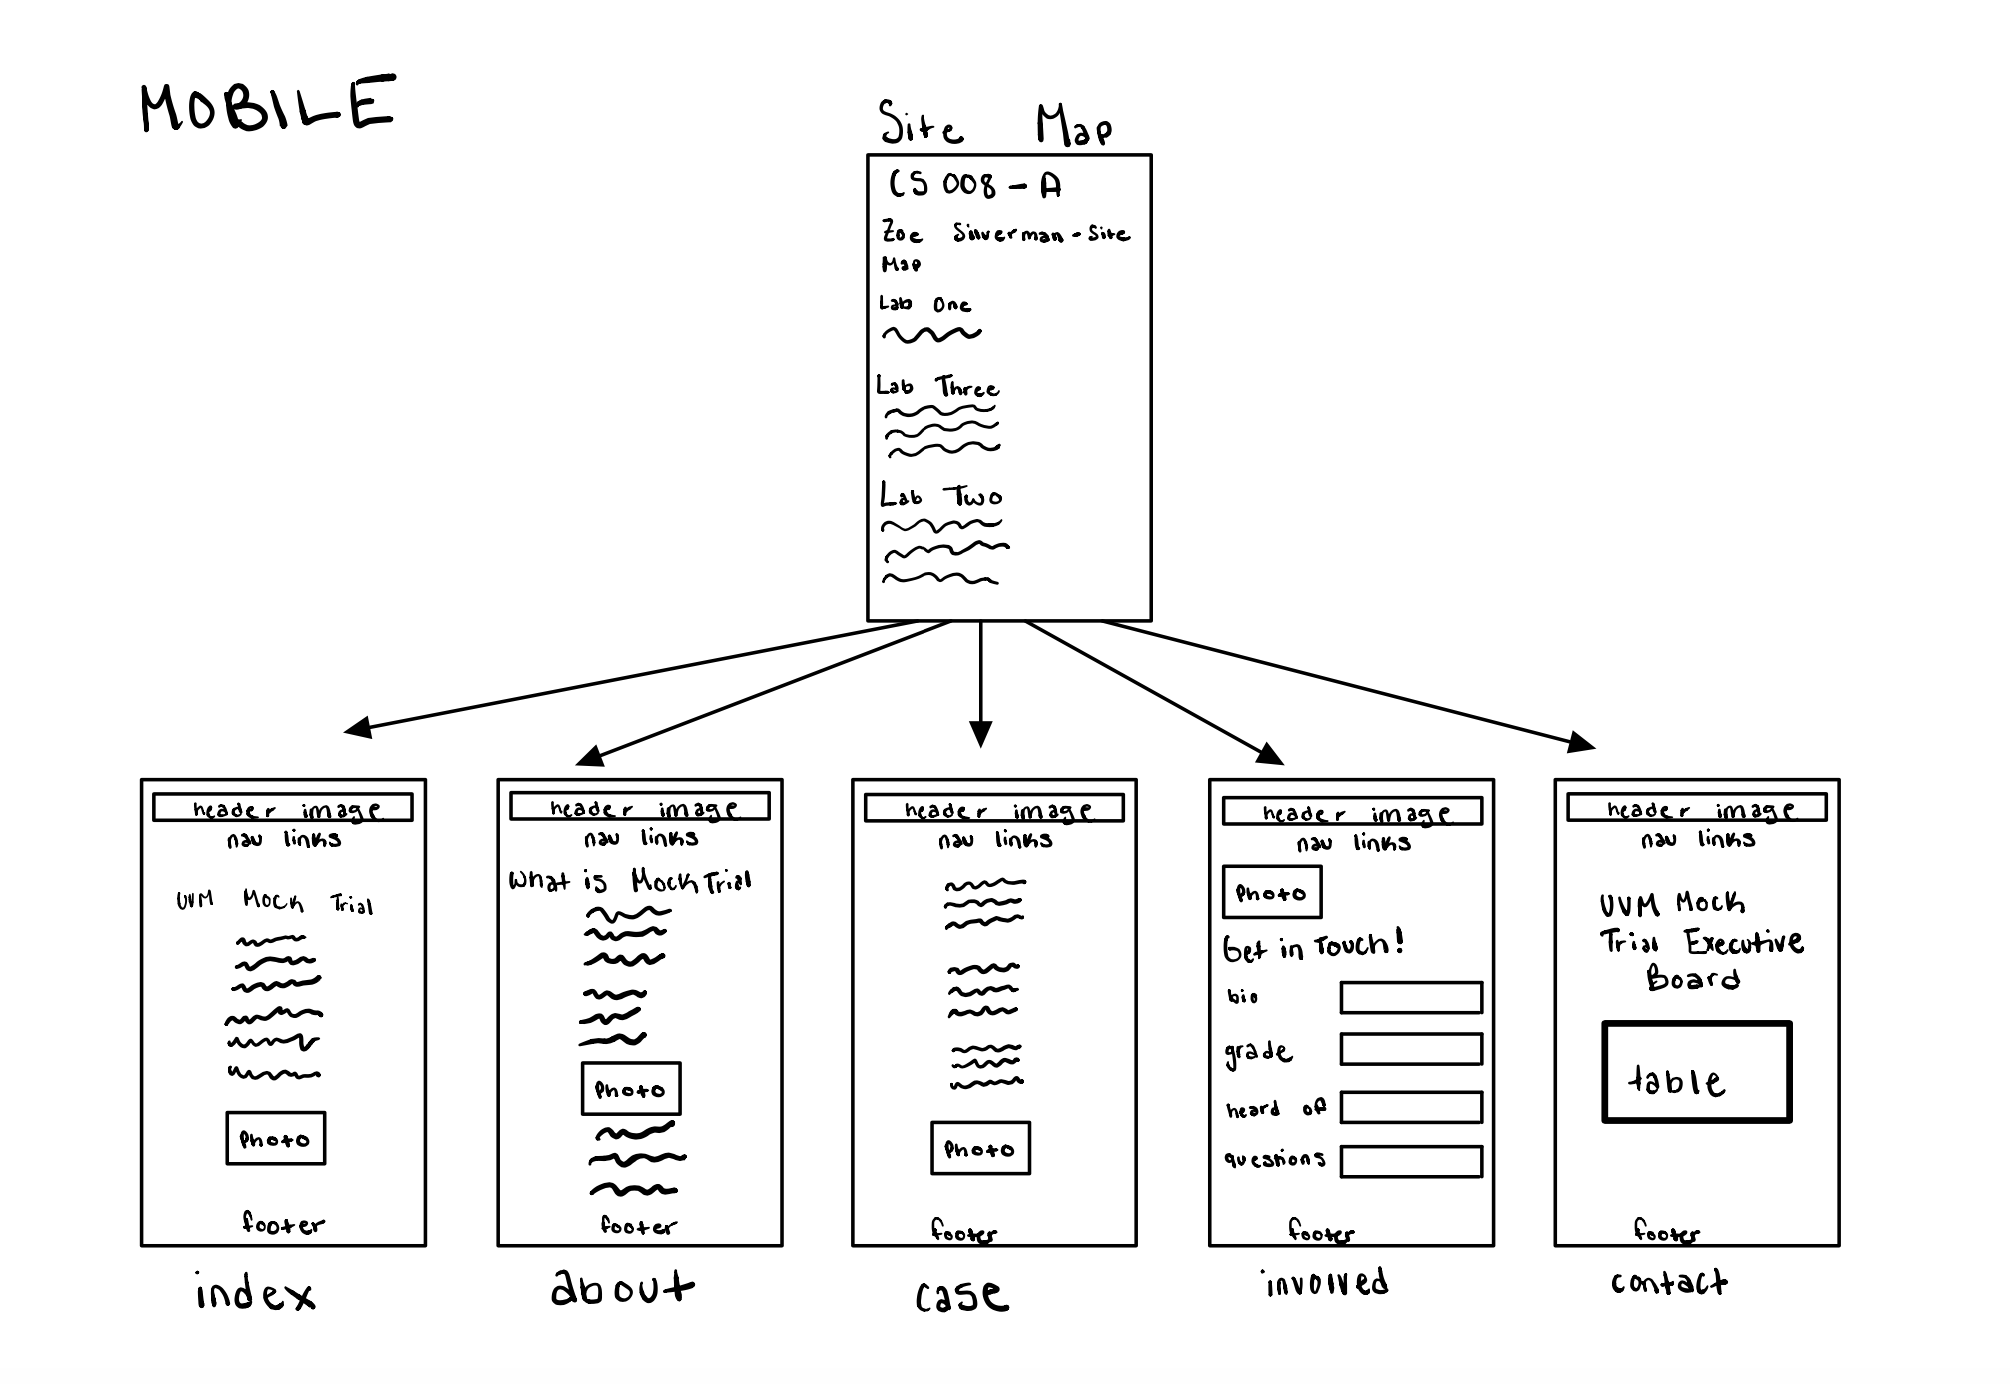 MOBILE
Site Map
CS 008 - A
Zoe Silverman - Site
Map
Lab One
Lab Three
Lab Two
header image
nav links
UVM Mock Trial
Photo
footer
index
header image
nav links
What is Mock Trial
Photo
footer
about
header image
nav links
Photo
footer
case
header image
nav links
Photo
Get in Touch!
bio
grade
heard of
questions
footer
involved
header image
nav links
UVM Mock
Trial Executive
Board
table
footer
contact